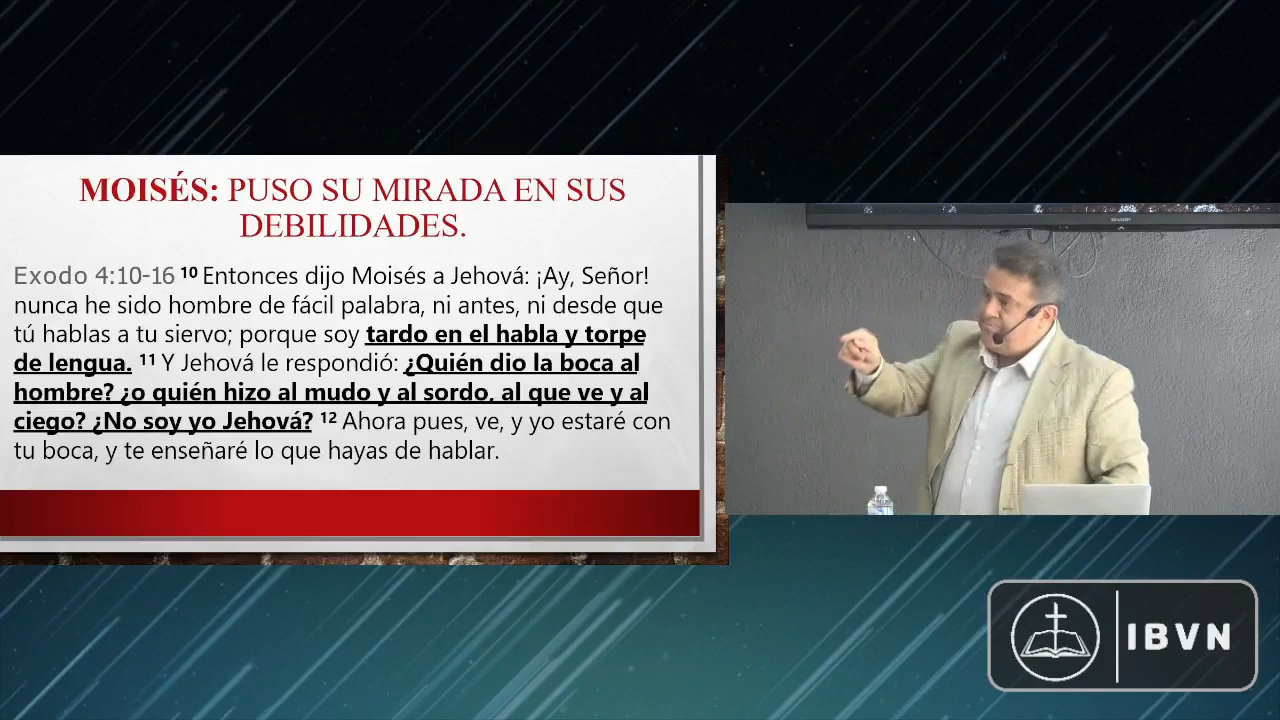 MOISÉS: PUSO SU MIRADA EN SUS
DEBILIDADES.
Exodo 4:10-16 10 Entonces dijo Moisés a Jehová: ¡Ay, Señor!
nunca he sido hombre de fácil palabra, ni antes, ni desde que
tú hablas a tu siervo; porque soy tardo en el habla y torpe
de lengua. 11 Y Jehová le respondió: ¿Quién dio la boca al
hombre? ¿o quién hizo al mudo y al sordo, al que ve y al
ciego? ¿No soy yo Jehová? 12 Ahora pues, ve, y yo estaré con
tu boca, y te enseñaré lo que hayas de hablar.
SHARP
IBVN